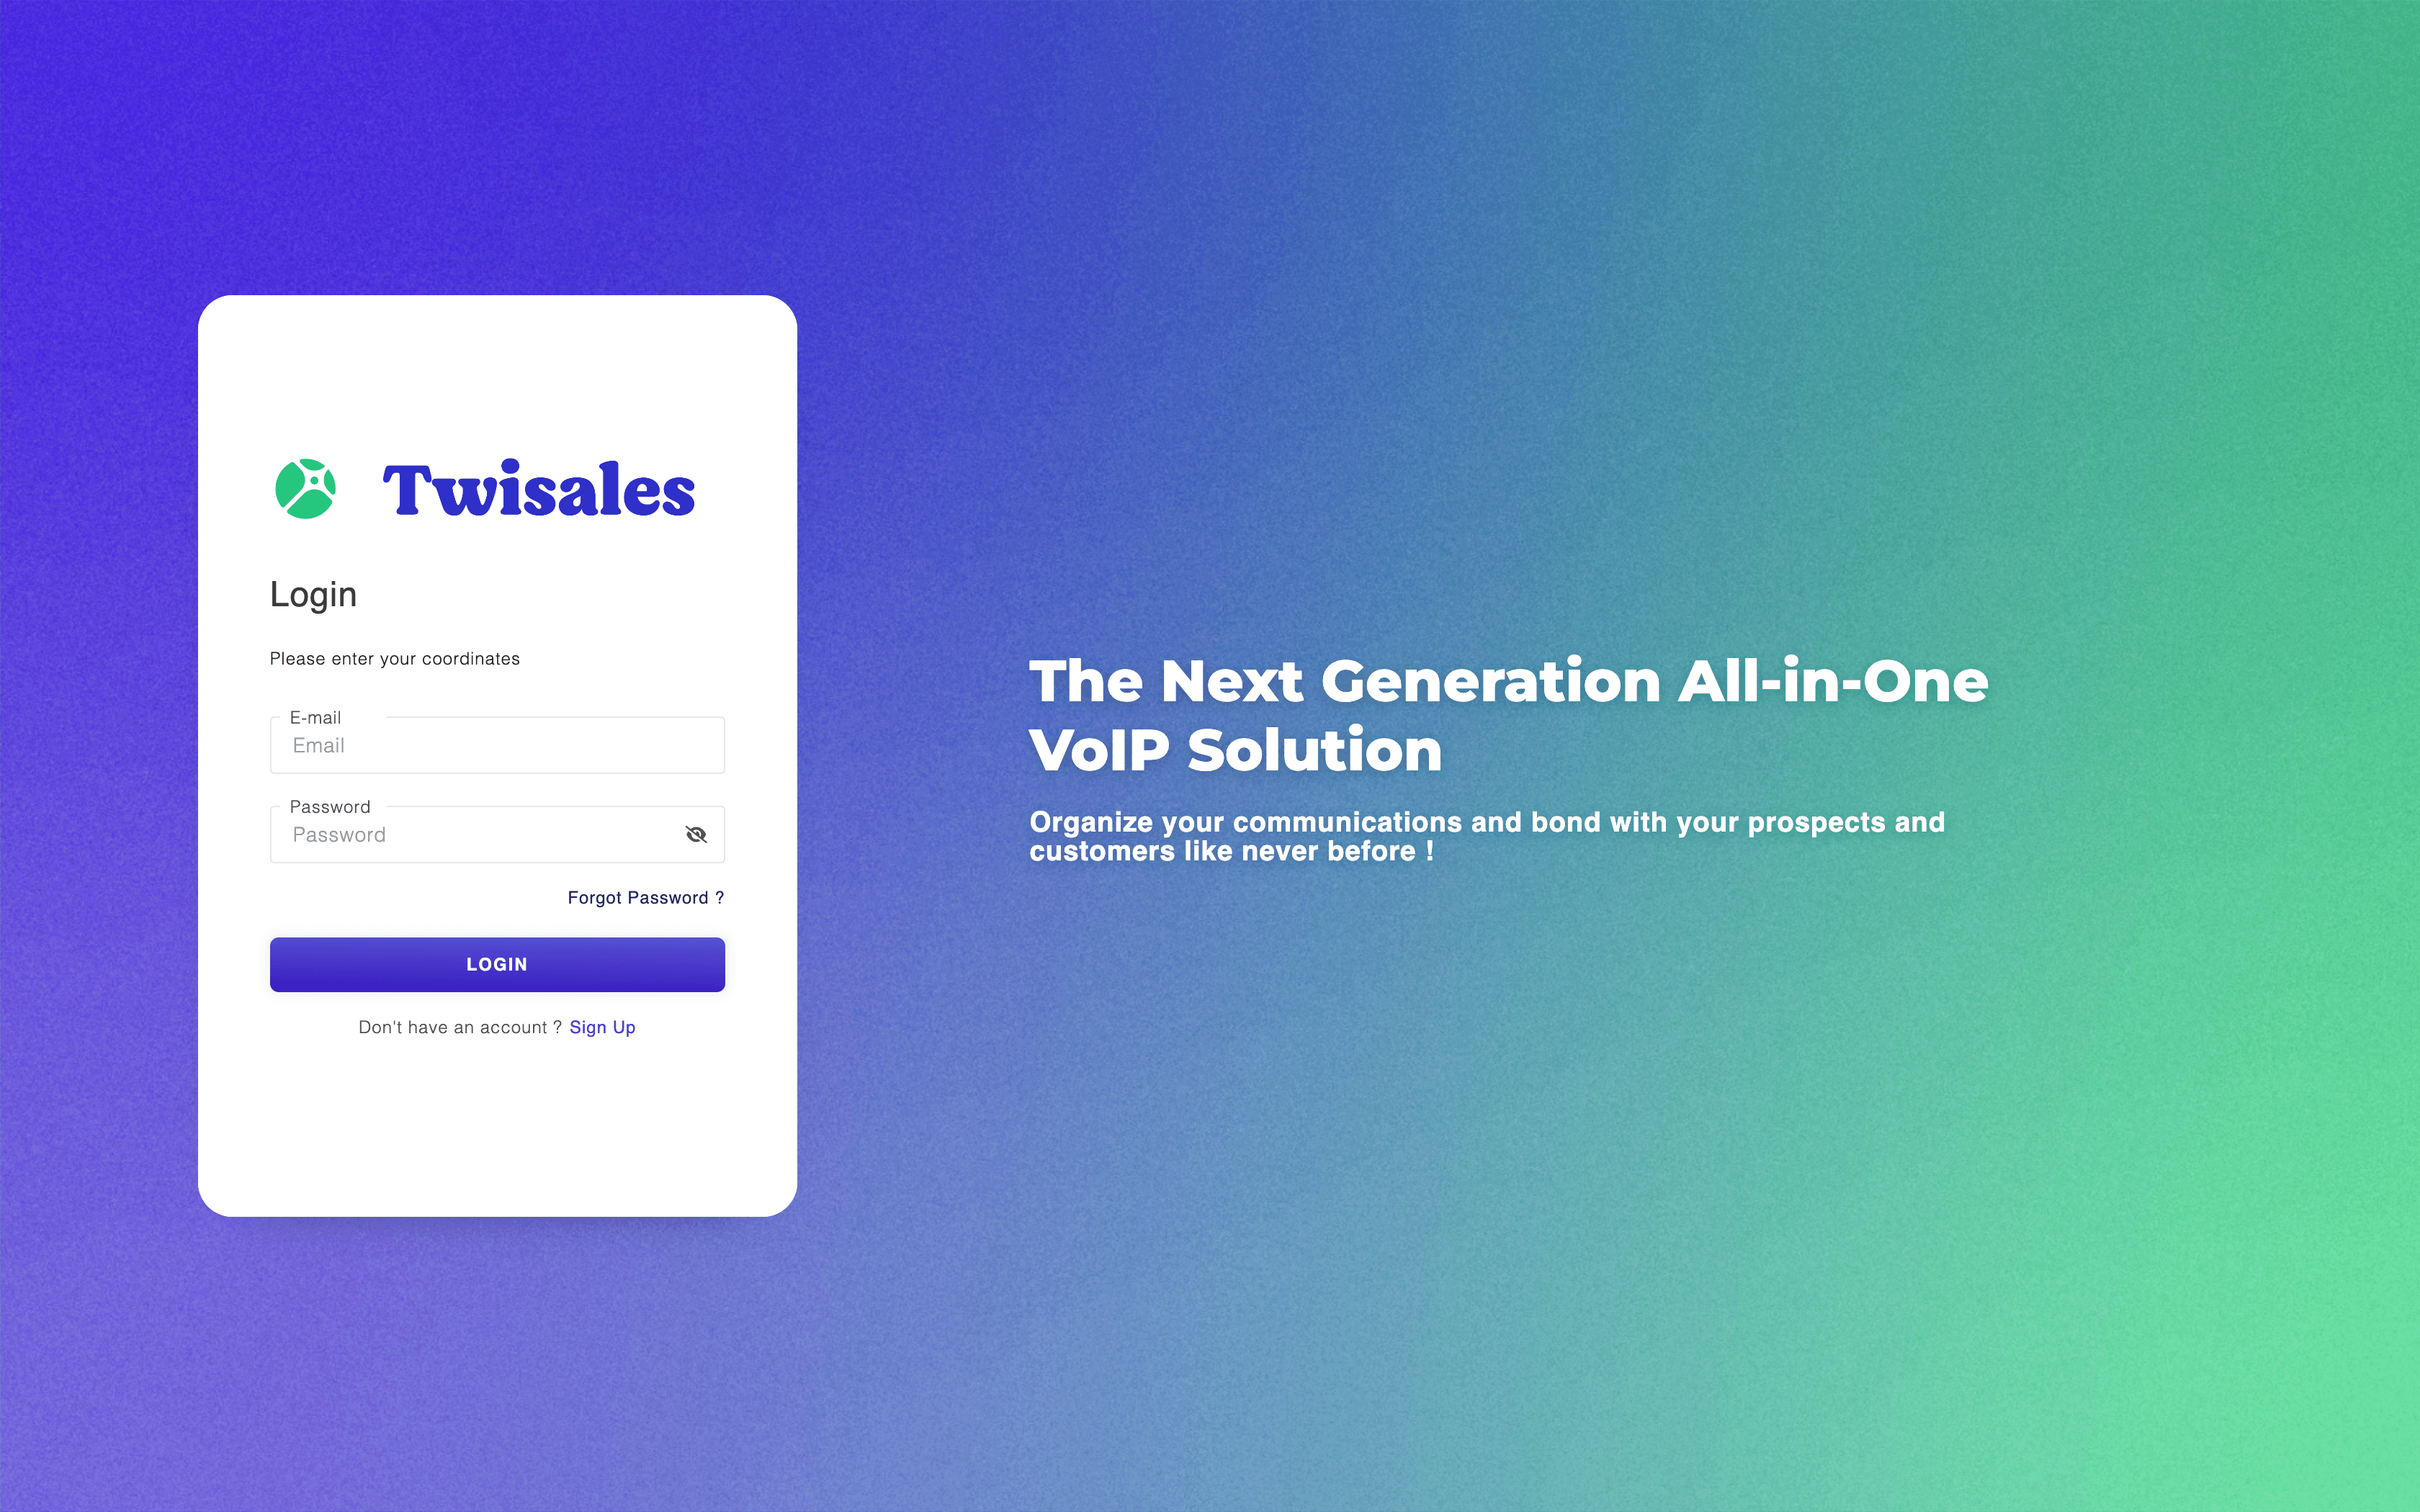 Twisales
Login
Please enter your coordinates
E-mail
Email
Password
Password
Forgot Password ?
LOGIN
Don't have an account ? Sign Up
The Next Generation All-in-One
VoIP Solution
Organize your communications and bond with your prospects and
customers like never before !